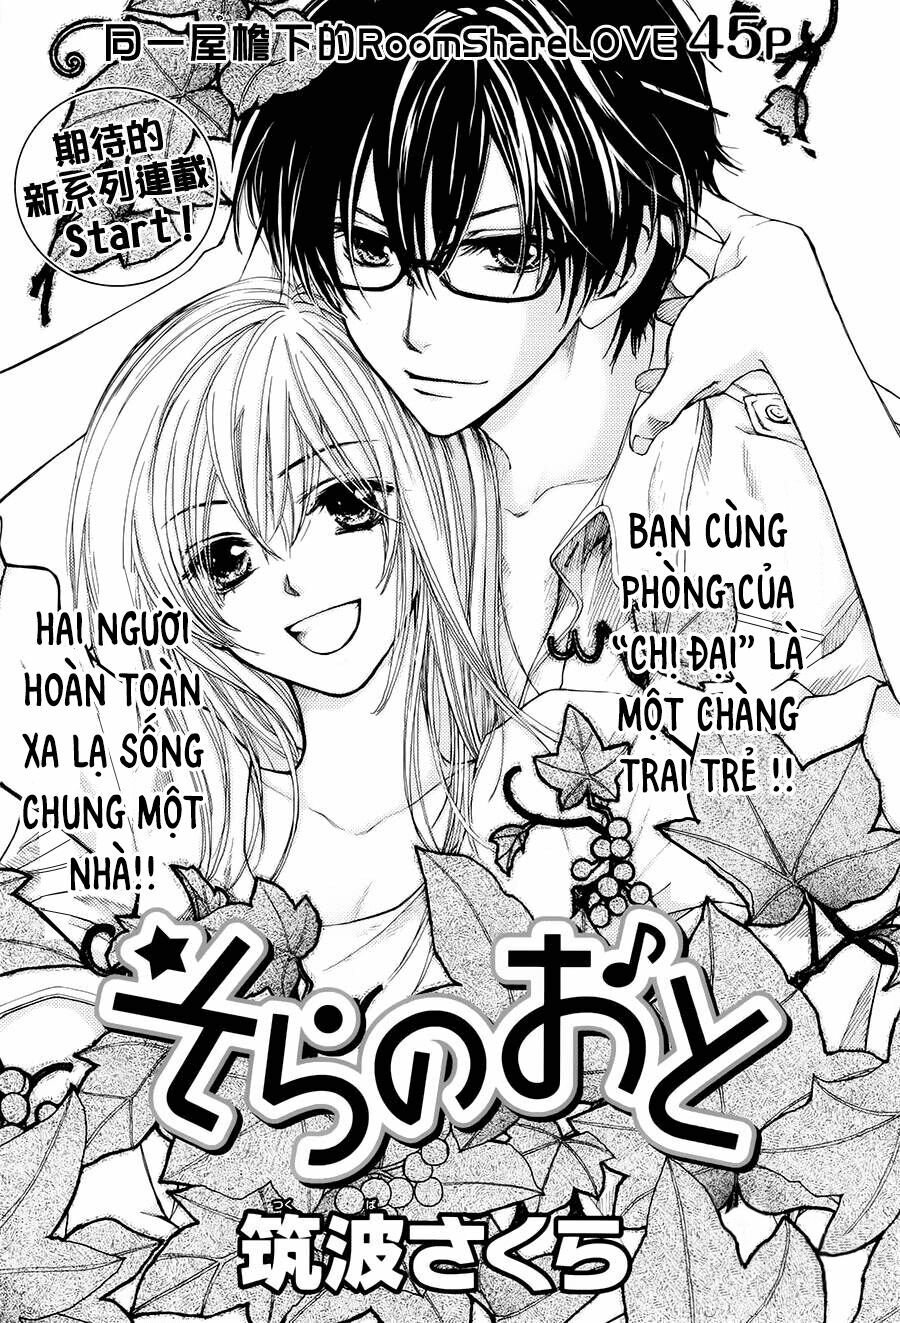 同一屋檐下的RoomShareLOVE 45P
期待的
新系列連載
Start!
BẠN CÙNG
PHÒNG CỦA
“CHỊ ĐẠI” LÀ
MỘT CHÀNG
TRAI TRẺ !!
HAI NGƯỜI
HOÀN TOÀN
XA LẠ SỐNG
CHUNG MỘT
NHÀ!!
そらのおと
つくば
筑波さくら